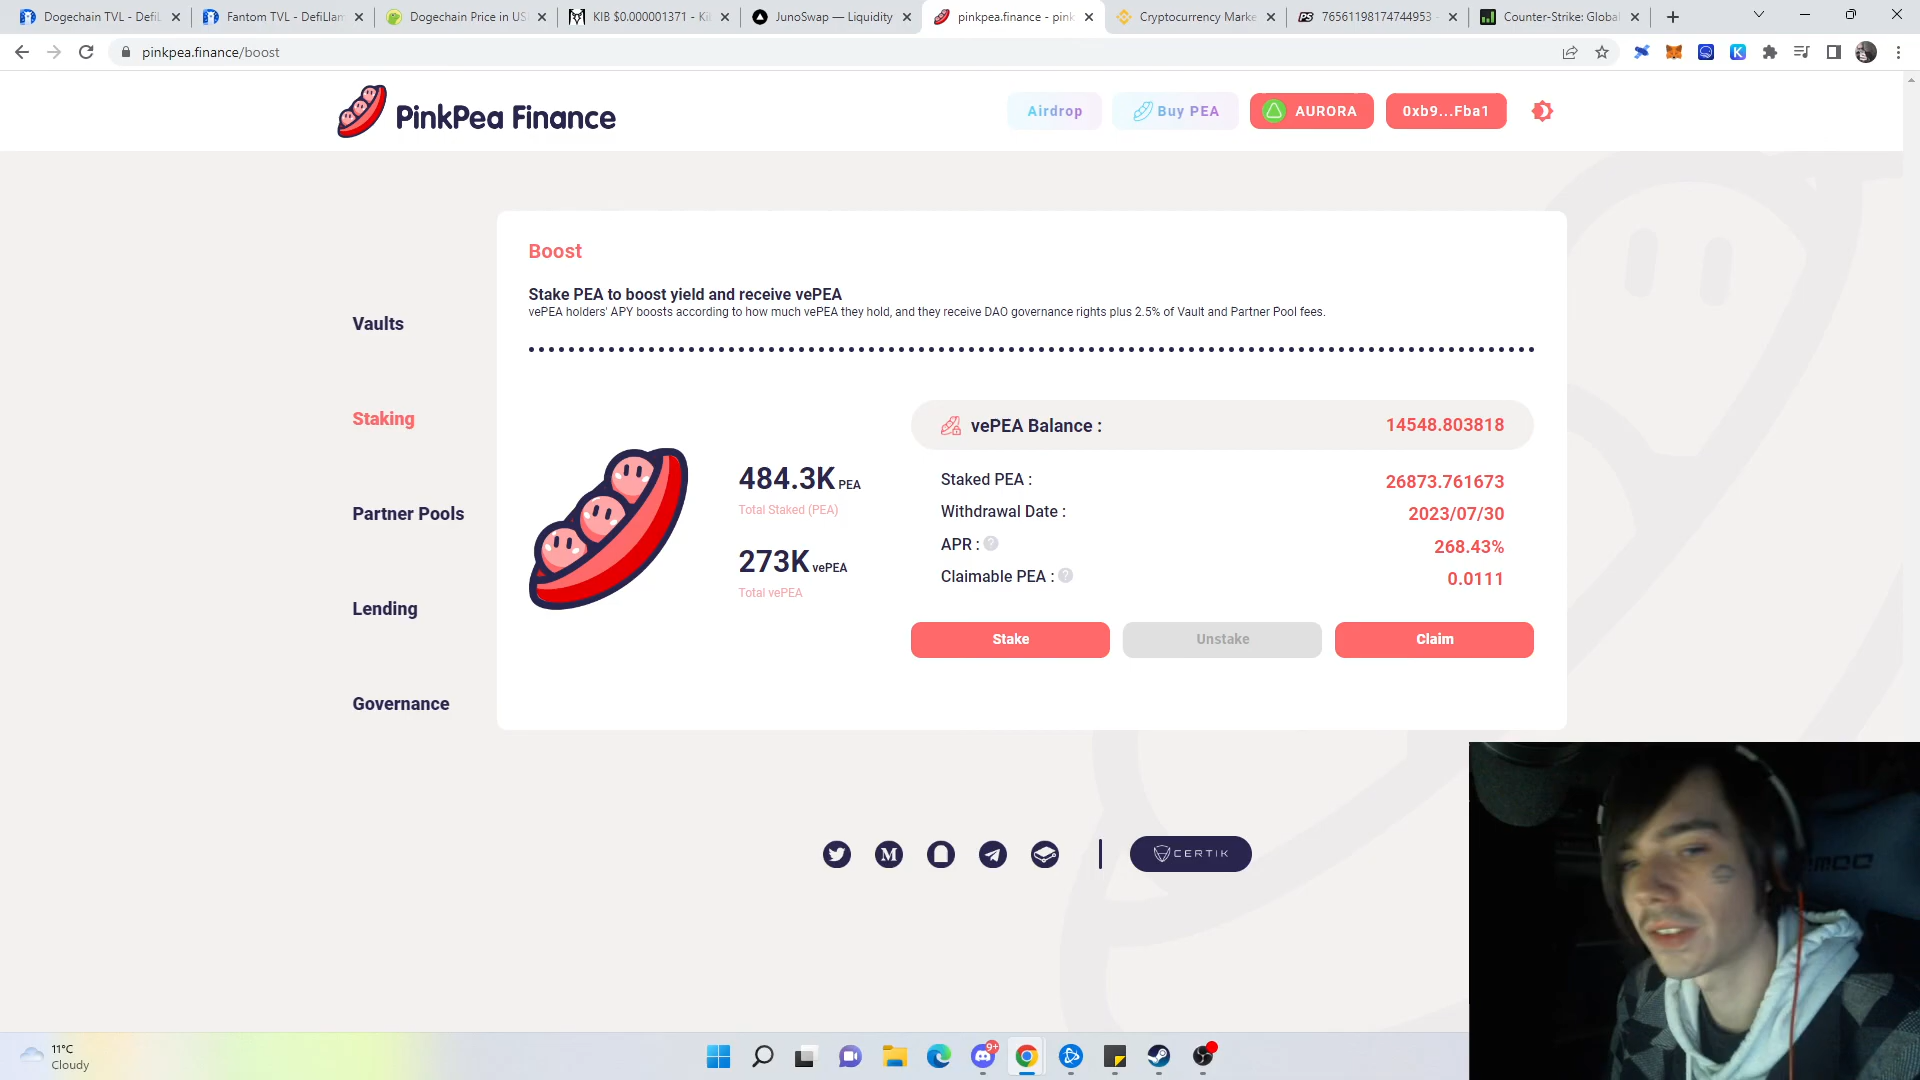 Dogechain TVL - DefiL
Fantom TVL - DefiLlam
Dogechain Price in US
KIB $0.000001371 - Ki
JunoSwap — Liquidity
pinkpea.finance - pink
Cryptocurrency Marke
76561198174744953 -
Counter-Strike: Global
pinkpea.finance/boost
PinkPea Finance
Airdrop
Buy PEA
AURORA
0xb9...Fba1
Vaults
Staking
Partner Pools
Lending
Governance
Boost
Stake PEA to boost yield and receive vePEA
vePEA holders' APY boosts according to how much vePEA they hold, and they receive DAO governance rights plus 2.5% of Vault and Partner Pool fees.
484.3K PEA
Total Staked (PEA)
273K vePEA
Total vePEA
vePEA Balance : 14548.803818
Staked PEA : 26873.761673
Withdrawal Date : 2023/07/30
APR : ? 268.43%
Claimable PEA : ? 0.0111
Stake
Unstake
Claim
CERTIK
11°C
Cloudy
9+